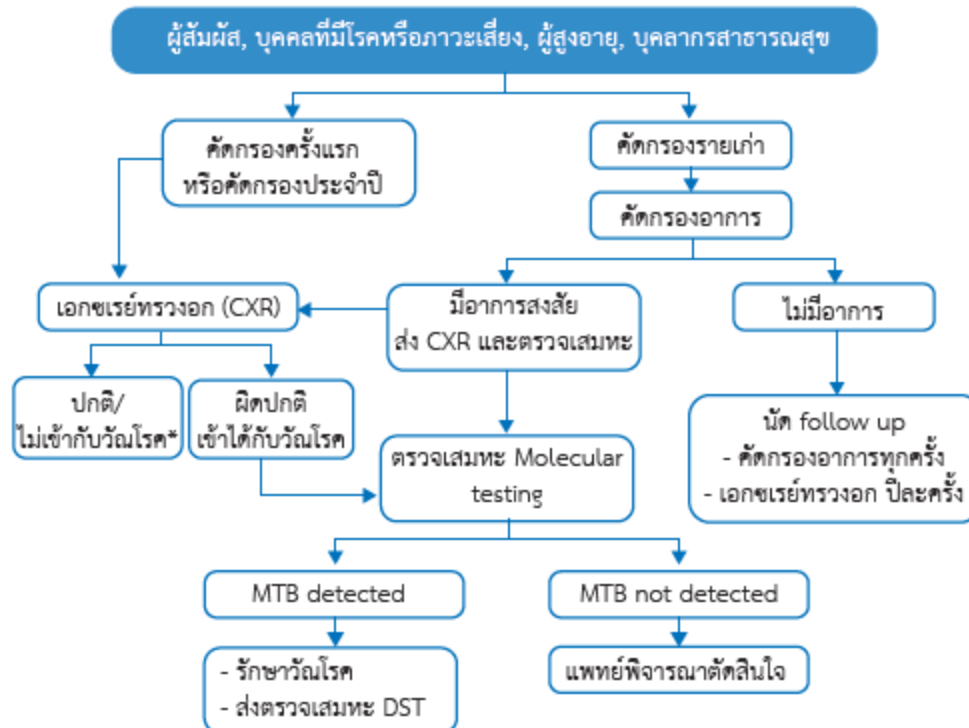 ผู้สัมผัส, บุคคลที่มีโรคหรือภาวะเสี่ยง, ผู้สูงอายุ, บุคลากรสาธารณสุข
คัดกรองครั้งแรก
หรือคัดกรองประจำปี
คัดกรองรายเก่า
คัดกรองอาการ
เอกซเรย์ทรวงอก (CXR)
มีอาการสงสัย
ส่ง CXR และตรวจเสมหะ
ไม่มีอาการ
ปกติ/
ไม่เข้ากับวัณโรค*
ผิดปกติ
เข้าได้กับวัณโรค
ตรวจเสมหะ Molecular
testing
นัด follow up
- คัดกรองอาการทุกครั้ง
- เอกซเรย์ทรวงอก ปีละครั้ง
MTB detected
MTB not detected
- รักษาวัณโรค
- ส่งตรวจเสมหะ DST
แพทย์พิจารณาตัดสินใจ